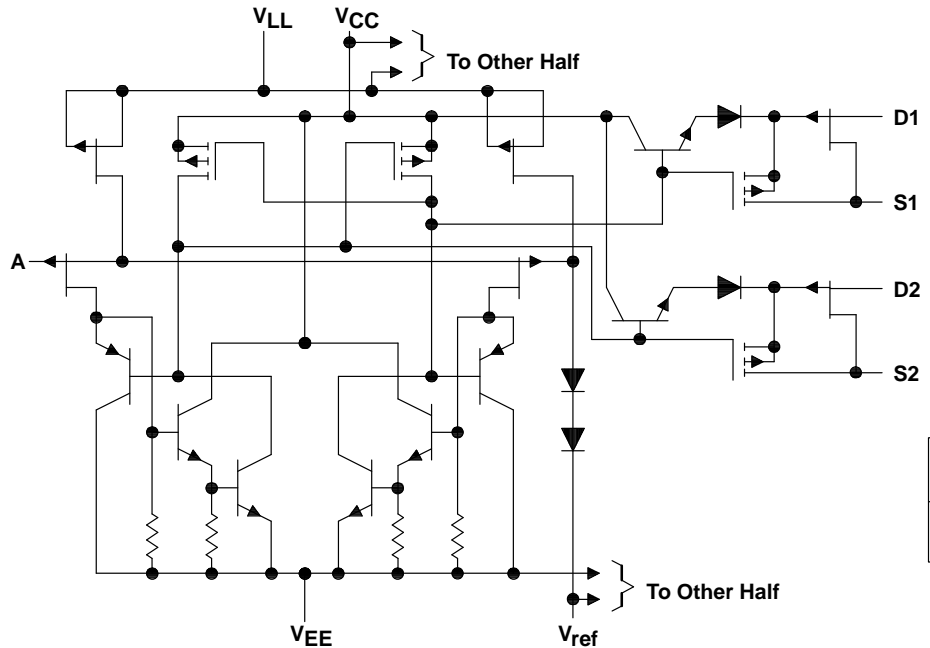 VLL
VCC
To Other Half
D1
S1
A
D2
S2
To Other Half
VEE
Vref